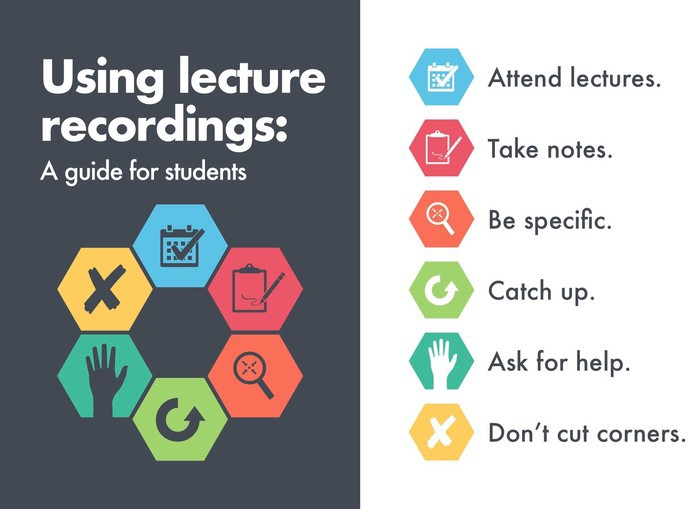 Using lecture
recordings:
A guide for students
Attend lectures.
Take notes.
Be specific.
Catch up.
Ask for help.
Don’t cut corners.